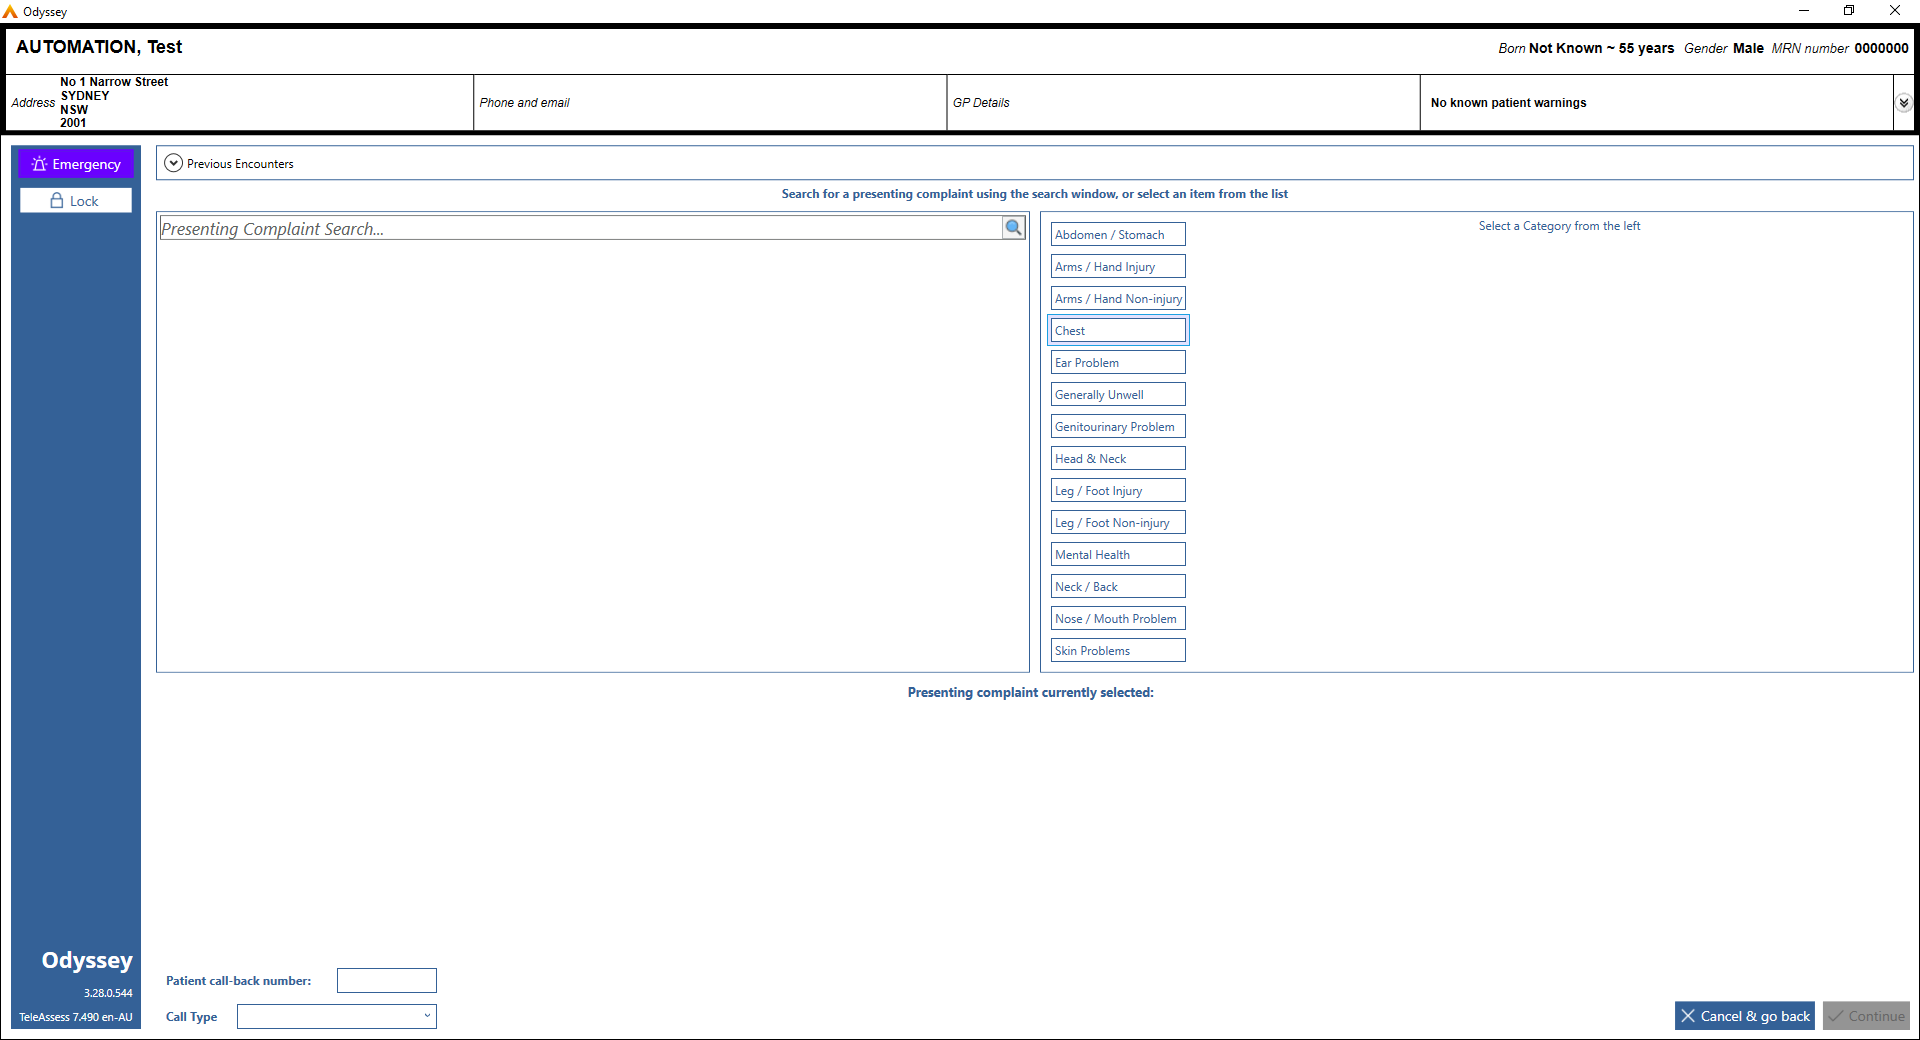 Odyssey
AUTOMATION, Test
Born Not Known ~ 55 years Gender Male MRN number 0000000
Address
No 1 Narrow Street
SYDNEY
NSW
2001
Phone and email
GP Details
No known patient warnings
Emergency
Lock
Previous Encounters
Search for a presenting complaint using the search window, or select an item from the list
Presenting Complaint Search...
Abdomen / Stomach
Arms / Hand Injury
Arms / Hand Non-injury
Chest
Ear Problem
Generally Unwell
Genitourinary Problem
Head & Neck
Leg / Foot Injury
Leg / Foot Non-injury
Mental Health
Neck / Back
Nose / Mouth Problem
Skin Problems
Select a Category from the left
Presenting complaint currently selected:
Odyssey
3.28.0.544
TeleAssess 7.490 en-AU
Patient call-back number:
Call Type
Cancel & go back
Continue